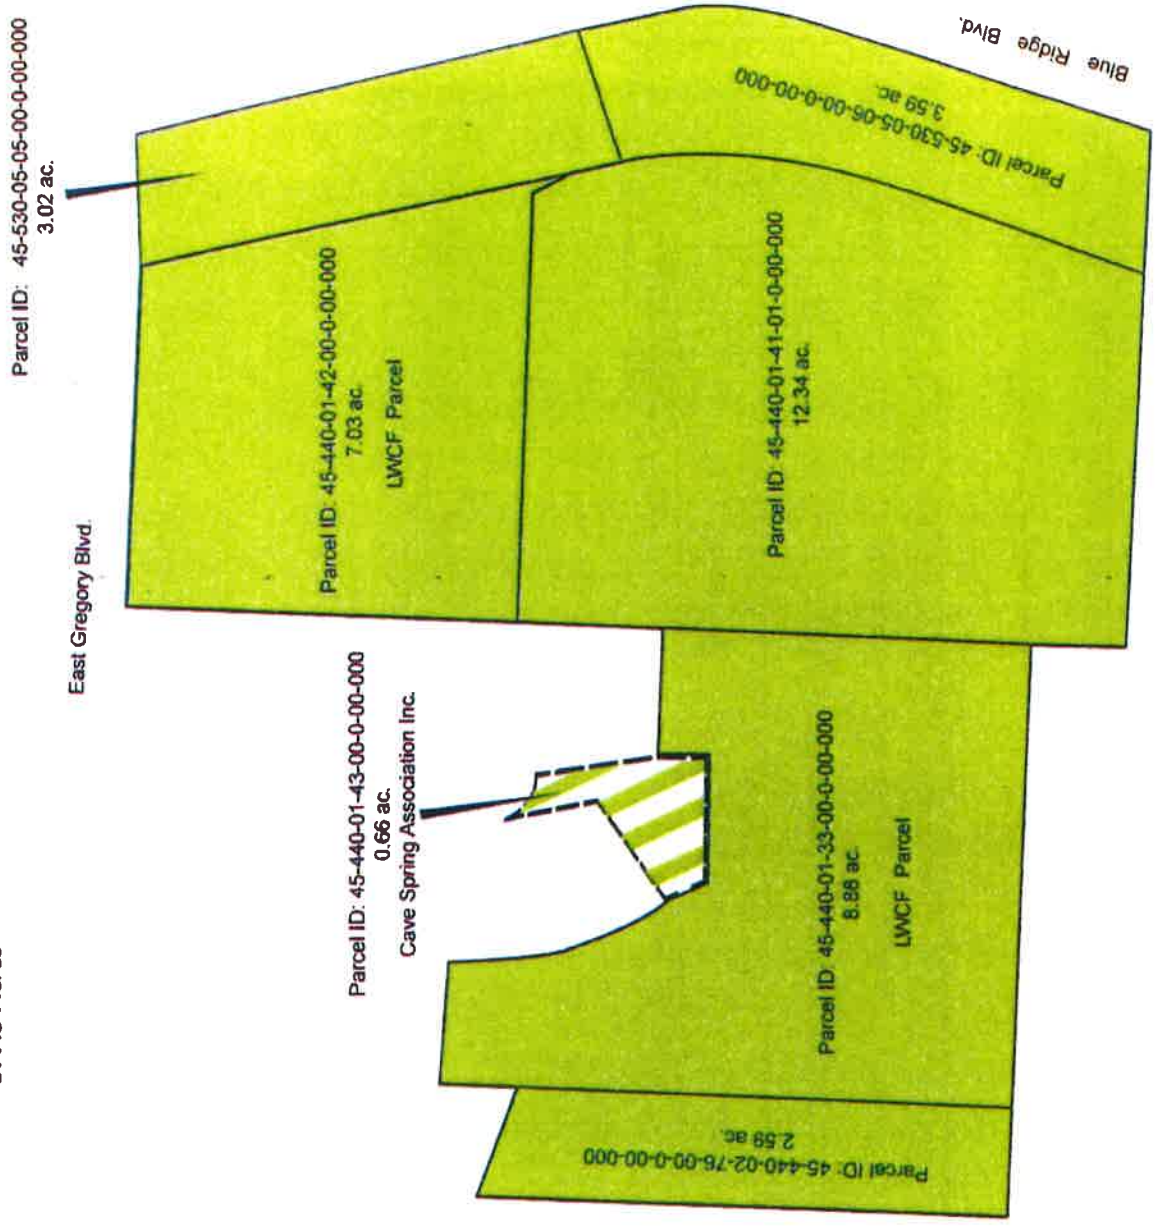 Parcel ID: 45-530-05-05-00-0-00-000
3.02 ac.
East Gregory Blvd.
Blue Ridge Blvd.
Parcel ID: 45-530-05-06-00-0-00-000
3.59 ac.
Parcel ID: 45-440-01-42-00-0-00-000
7.03 ac.
LWCF Parcel
Parcel ID: 45-440-01-41-01-0-00-000
12.34 ac.
Parcel ID: 45-440-01-43-00-0-00-000
0.66 ac.
Cave Spring Association Inc.
Parcel ID: 45-440-01-33-00-0-00-000
8.88 ac.
LWCF Parcel
Parcel ID: 45-440-02-76-00-0-00-000
2.59 ac.